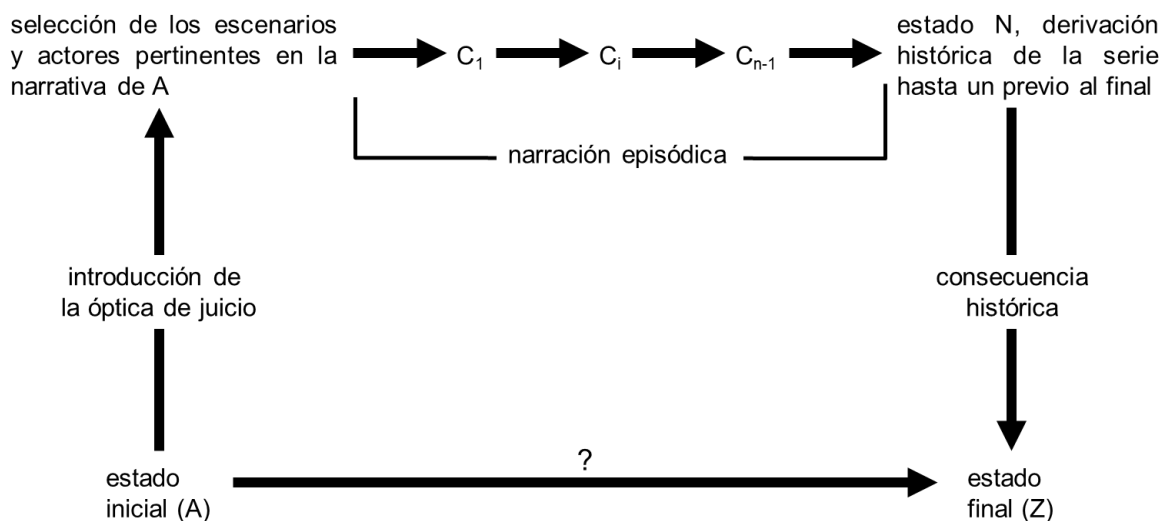 selección de los escenarios
y actores pertinentes en la
narrativa de A
C1
Ci
Cn-1
estado N, derivación
histórica de la serie
hasta un previo al final
narración episódica
introducción de
la óptica de juicio
consecuencia
histórica
?
estado
inicial (A)
estado
final (Z)